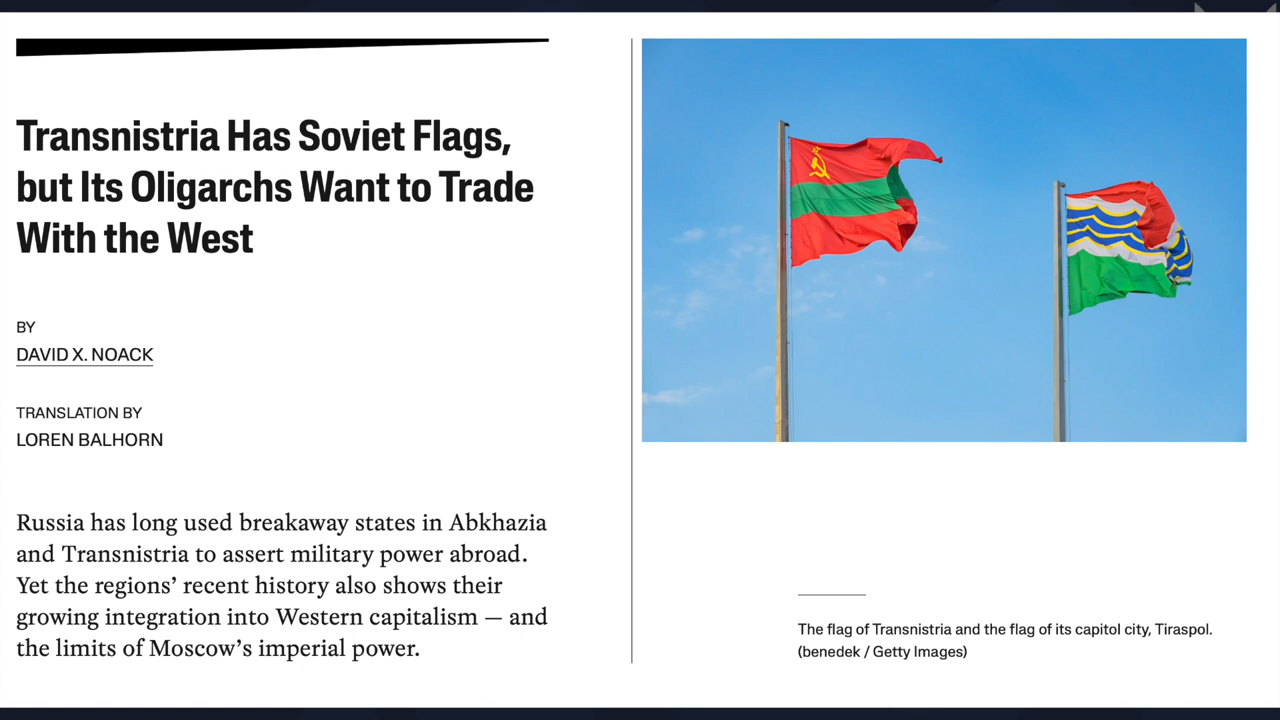 Transnistria Has Soviet Flags,
but Its Oligarchs Want to Trade
With the West
BY
DAVID X. NOACK
TRANSLATION BY
LOREN BALHORN
Russia has long used breakaway states in Abkhazia
and Transnistria to assert military power abroad.
Yet the regions’ recent history also shows their
growing integration into Western capitalism — and
the limits of Moscow’s imperial power.
The flag of Transnistria and the flag of its capitol city, Tiraspol.
(benedek / Getty Images)